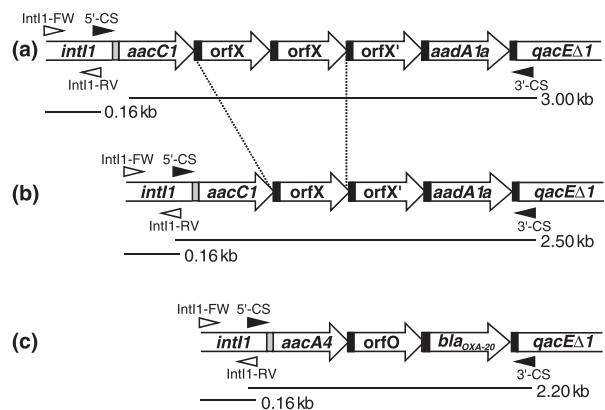 IntI1-FW 5'-CS
(a) intI1 aacC1 orfX orfX orfX' aadA1a qacEΔ1
IntI1-RV 3'-CS
3.00 kb
0.16 kb
IntI1-FW 5'-CS
(b) intI1 aacC1 orfX orfX' aadA1a qacEΔ1
IntI1-RV 3'-CS
2.50 kb
0.16 kb
IntI1-FW 5'-CS
(c) intI1 aacA4 orfO bla OXA-20 qacEΔ1
IntI1-RV 3'-CS
2.20 kb
0.16 kb